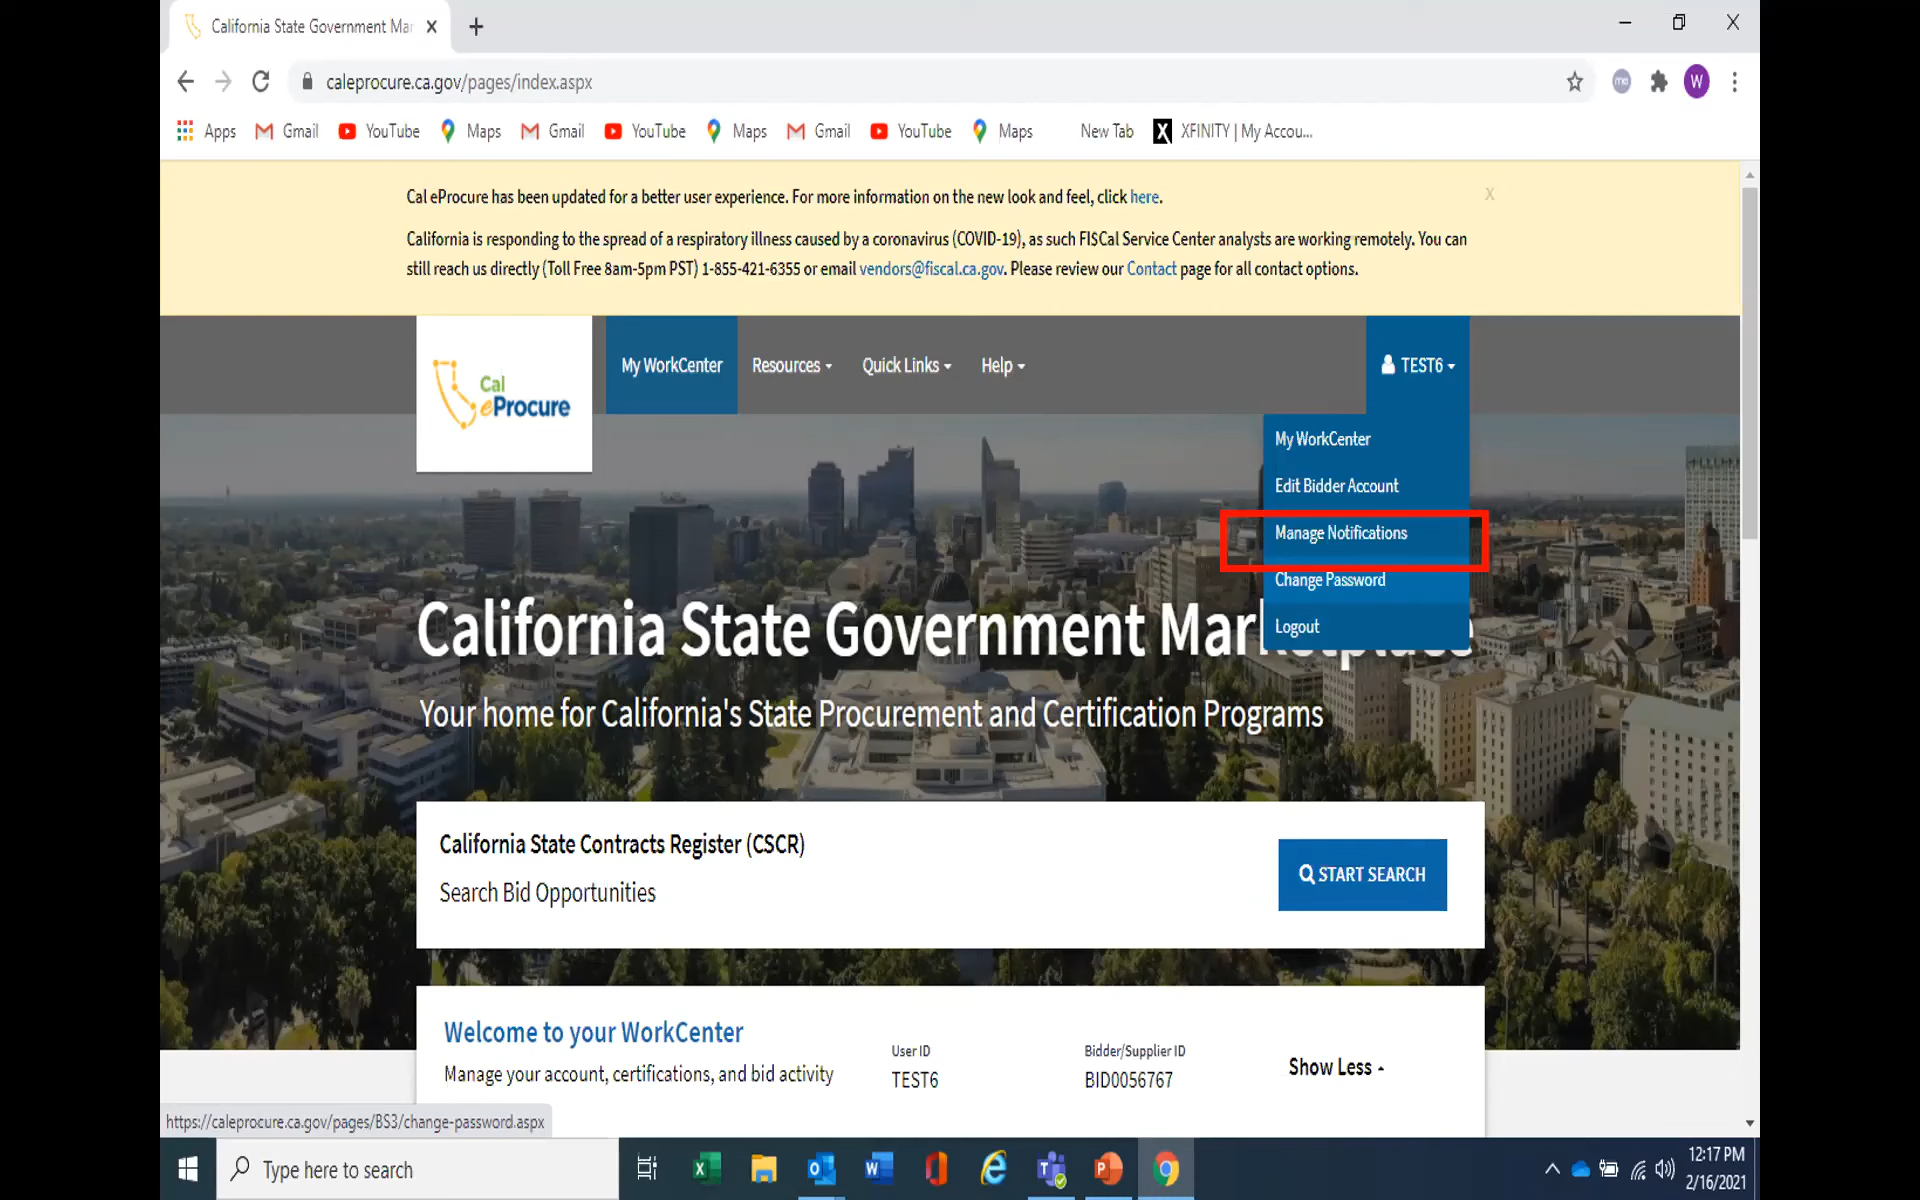 California State Government Mar
caleprocure.ca.gov/pages/index.aspx
W
Apps Gmail YouTube Maps Gmail YouTube Maps Gmail YouTube Maps New Tab XFINITY | My Accou...
Cal eProcure has been updated for a better user experience. For more information on the new look and feel, click here.
X
California is responding to the spread of a respiratory illness caused by a coronavirus (COVID-19), as such FI$Cal Service Center analysts are working remotely. You can
still reach us directly (Toll Free 8am-5pm PST) 1-855-421-6355 or email vendors@fiscal.ca.gov. Please review our Contact page for all contact options.
Cal
eProcure
My WorkCenter Resources Quick Links Help TEST6
My WorkCenter
Edit Bidder Account
Manage Notifications
Change Password
Logout
California State Government Marketplace
Your home for California's State Procurement and Certification Programs
California State Contracts Register (CSCR)
Search Bid Opportunities
START SEARCH
Welcome to your WorkCenter
Manage your account, certifications, and bid activity
User ID
TEST6
Bidder/Supplier ID
BID0056767
Show Less
https://caleprocure.ca.gov/pages/BS3/change-password.aspx
Type here to search
12:17 PM
2/16/2021